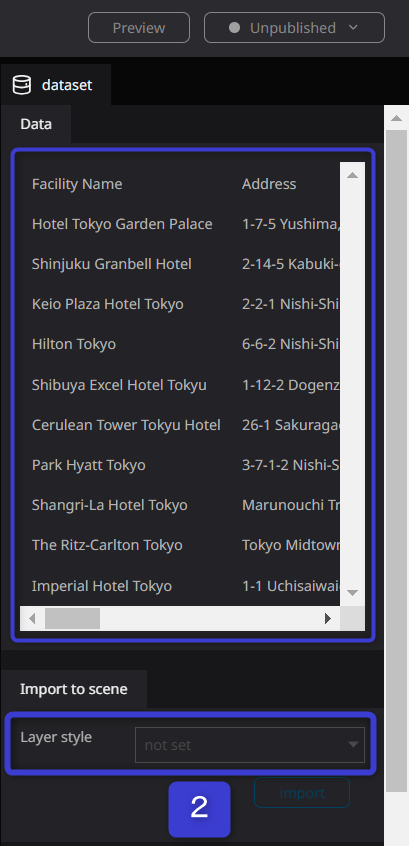 Preview
Unpublished
dataset
Data
Facility Name Address
Hotel Tokyo Garden Palace 1-7-5 Yushima,
Shinjuku Granbell Hotel 2-14-5 Kabuki-
Keio Plaza Hotel Tokyo 2-2-1 Nishi-Shi
Hilton Tokyo 6-6-2 Nishi-Shi
Shibuya Excel Hotel Tokyu 1-12-2 Dogenz
Cerulean Tower Tokyu Hotel 26-1 Sakuraga
Park Hyatt Tokyo 3-7-1-2 Nishi-S
Shangri-La Hotel Tokyo Marunouchi Tr
The Ritz-Carlton Tokyo Tokyo Midtown
Imperial Hotel Tokyo 1-1 Uchisaiwai
Import to scene
Layer style not set
import
2